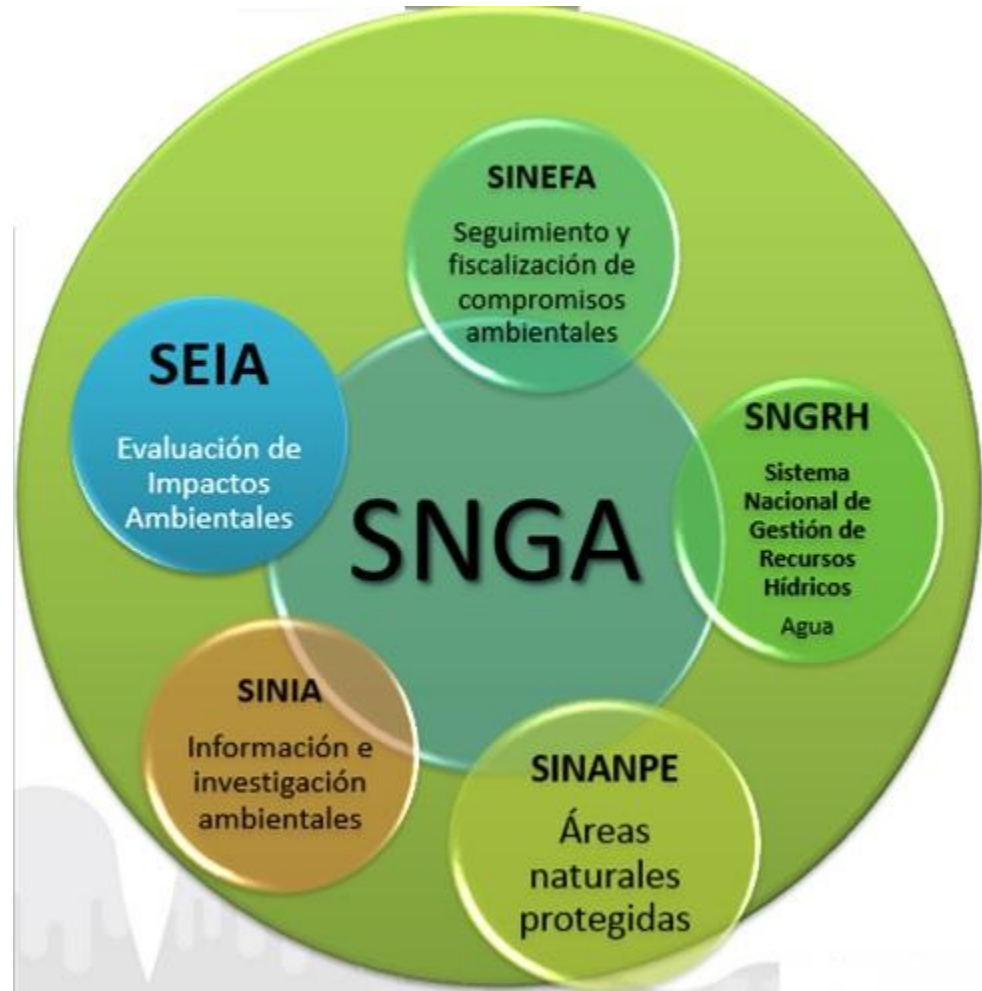 SINEFA
Seguimiento y
fiscalización de
compromisos
ambientales
SEIA
Evaluación de
Impactos
Ambientales
SNGRH
Sistema
Nacional de
Gestión de
Recursos
Hídricos
Agua
SNGA
SINIA
Información e
investigación
ambientales
SINANPE
Áreas
naturales
protegidas